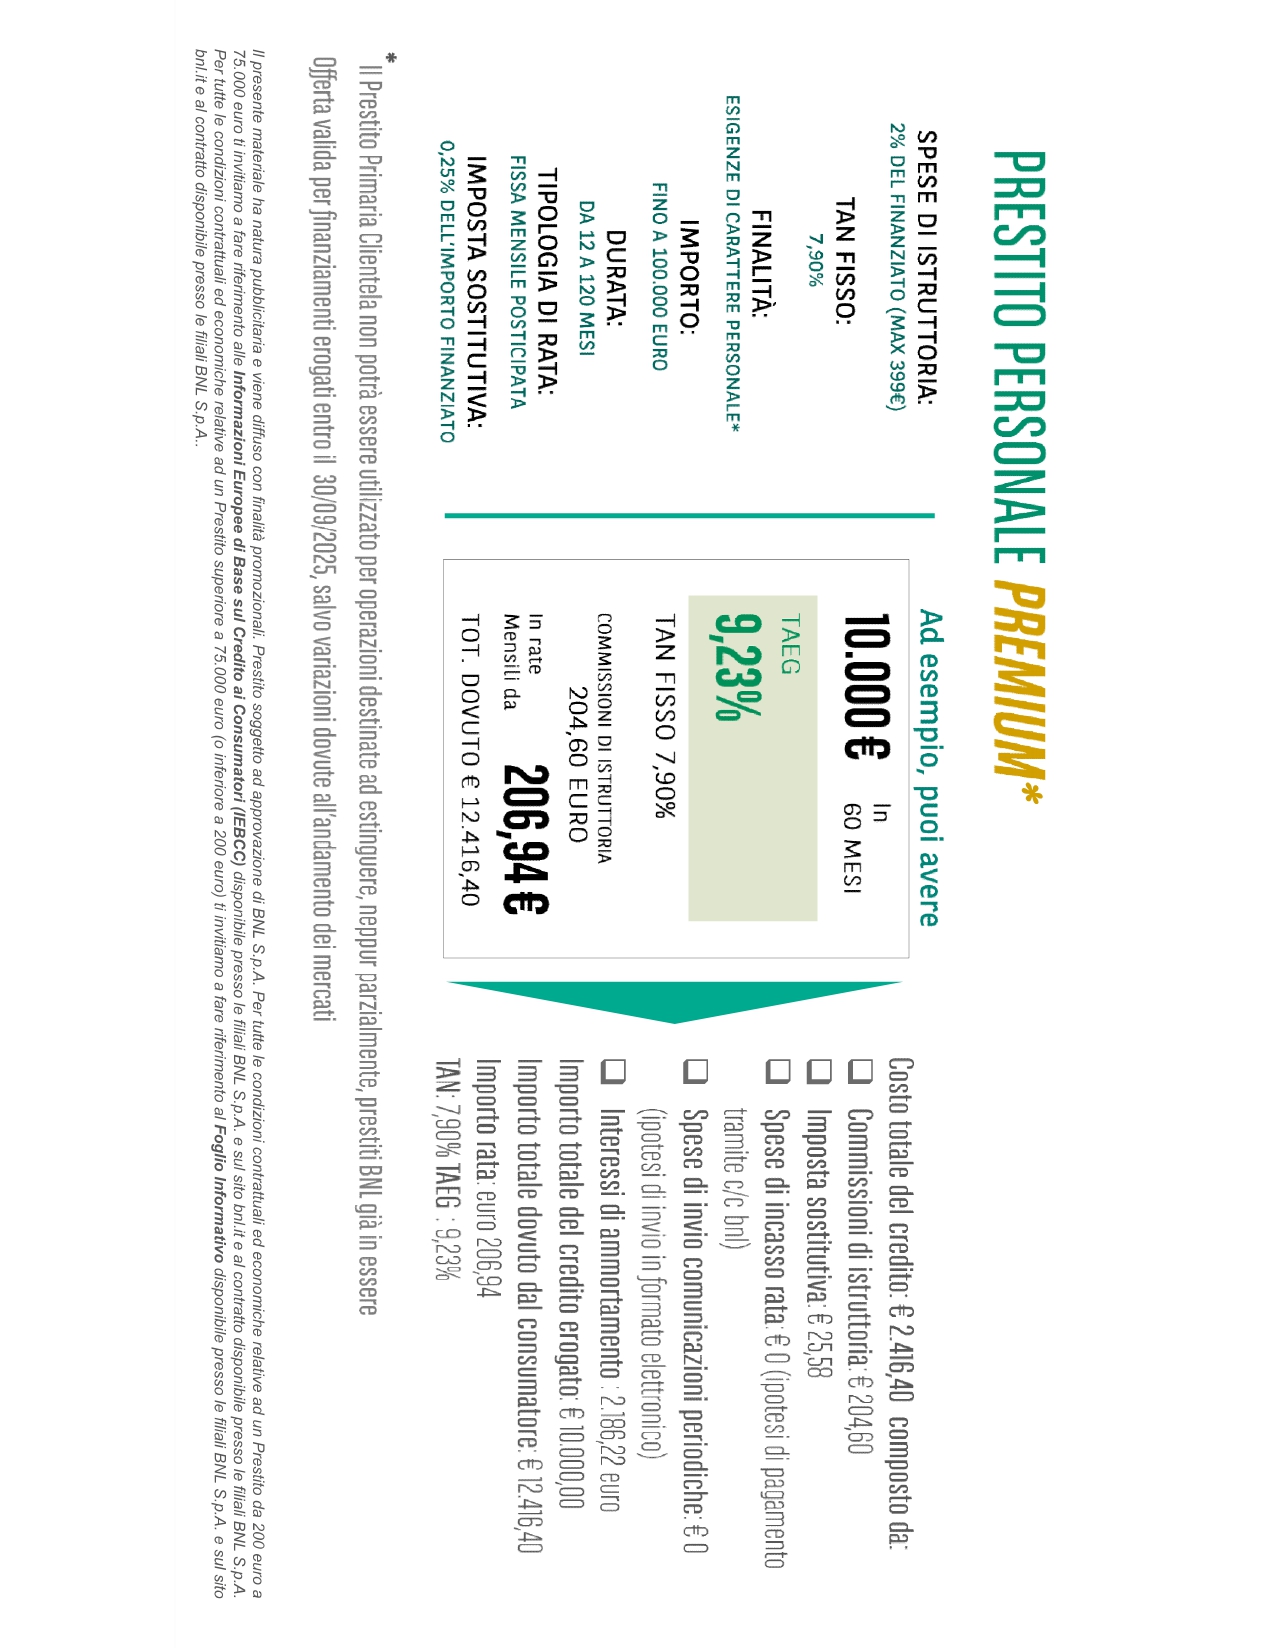 PRESTITO PERSONALE PREMIUM*
SPESE DI ISTRUTTORIA:
2% DEL FINANZIATO (MAX 399€)
TAN FISSO:
7,90%
FINALITÀ:
ESIGENZE DI CARATTERE PERSONALE*
IMPORTO:
FINO A 100.000 EURO
DURATA:
DA 12 A 120 MESI
TIPOLOGIA DI RATA:
FISSA MENSILE POSTICIPATA
IMPOSTA SOSTITUTIVA:
0,25% DELL'IMPORTO FINANZIATO
Ad esempio, puoi avere
10.000 € In
60 MESI
TAEG
9,23%
TAN FISSO 7,90%
COMMISSIONI DI ISTRUTTORIA
204,60 EURO
In rate
Mensili da 206,94 €
TOT. DOVUTO € 12.416,40
Costo totale del credito: € 2.416,40 composto da:
❑ Commissioni di istruttoria: € 204,60
❑ Imposta sostitutiva: € 25,58
❑ Spese di incasso rata: € 0 (ipotesi di pagamento
tramite c/c bnl)
❑ Spese di invio comunicazioni periodiche: € 0
(ipotesi di invio in formato elettronico)
❑ Interessi di ammortamento : 2.186,22 euro
Importo totale del credito erogato: € 10.000,00
Importo totale dovuto dal consumatore: € 12.416,40
Importo rata: euro 206,94
TAN: 7,90% TAEG : 9,23%
*Il Prestito Primaria Clientela non potrà essere utilizzato per operazioni destinate ad estinguere, neppur parzialmente, prestiti BNL già in essere
Offerta valida per finanziamenti erogati entro il 30/09/2025, salvo variazioni dovute all'andamento dei mercati
Il presente materiale ha natura pubblicitaria e viene diffuso con finalità promozionali. Prestito soggetto ad approvazione di BNL S.p.A. Per tutte le condizioni contrattuali ed economiche relative ad un Prestito da 200 euro a
75.000 euro ti invitiamo a fare riferimento alle Informazioni Europee di Base sul Credito ai Consumatori (IEBCC) disponibile presso le filiali BNL S.p.A. e sul sito bnl.it e al contratto disponibile presso le filiali BNL S.p.A.
Per tutte le condizioni contrattuali ed economiche relative ad un Prestito superiore a 75.000 euro (o inferiore a 200 euro) ti invitiamo a fare riferimento al Foglio Informativo disponibile presso le filiali BNL S.p.A. e sul sito
bnl.it e al contratto disponibile presso le filiali BNL S.p.A..